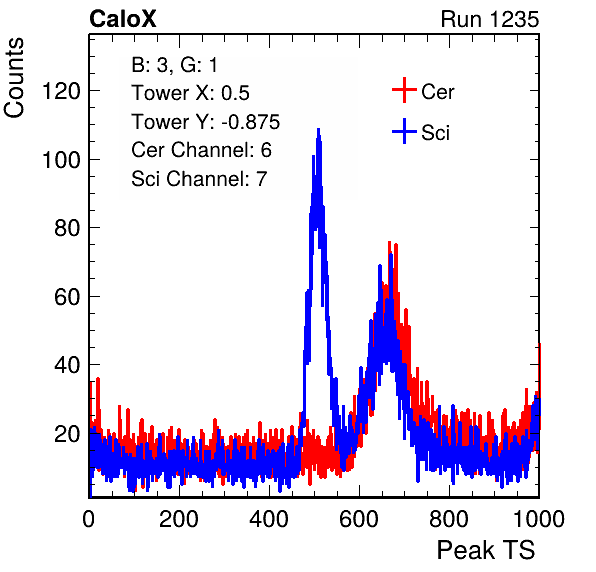 CaloX Run 1235
Counts
B: 3, G: 1
Tower X: 0.5
Tower Y: -0.875
Cer Channel: 6
Sci Channel: 7
Cer
Sci
120
100
80
60
40
20
0 200 400 600 800 1000
Peak TS